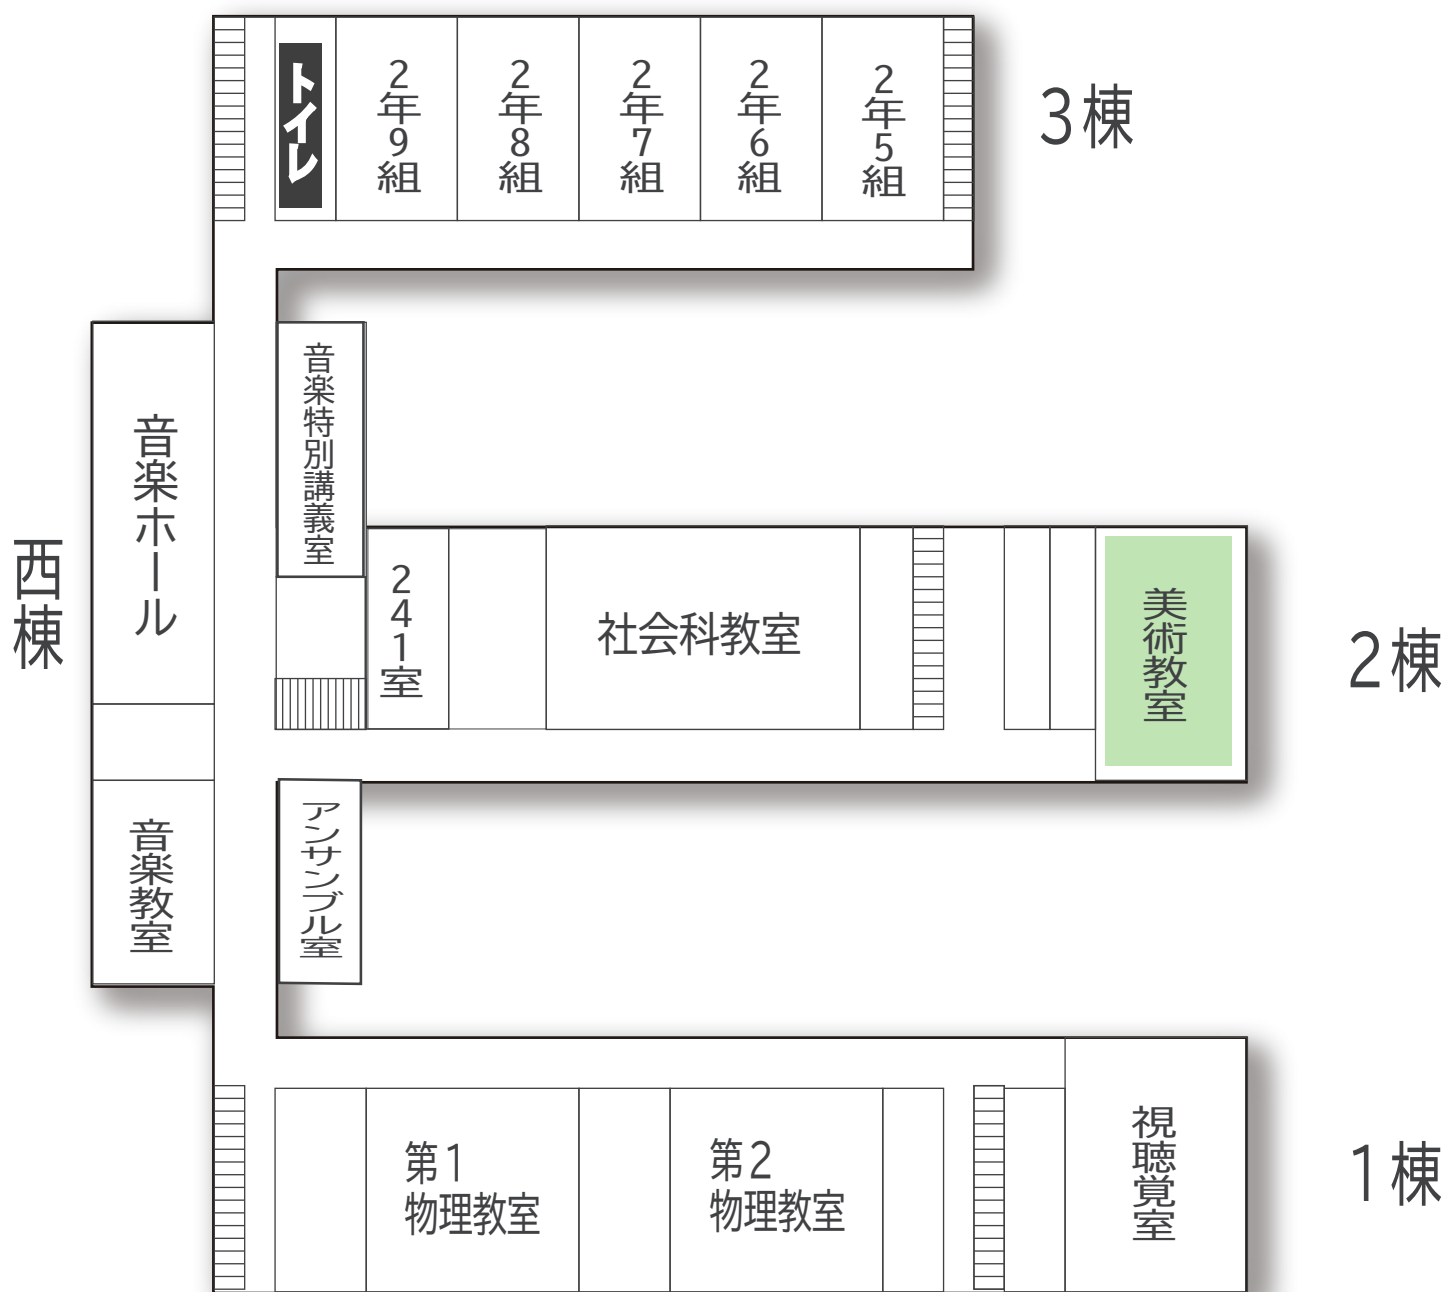 トイレ
2年9組
2年8組
2年7組
2年6組
2年5組
3棟
音楽ホール
音楽特別講義室
西棟
241室
社会科教室
美術教室
2棟
音楽教室
アンサンブル室
第1
物理教室
第2
物理教室
視聴覚室
1棟